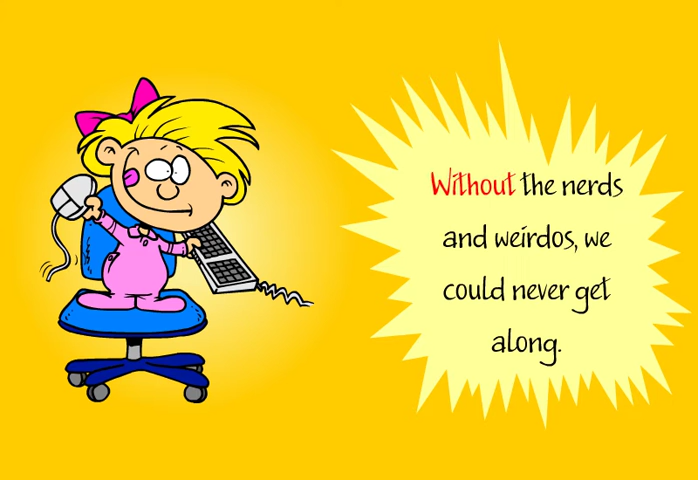 Without the nerds
and weirdos, we
could never get
along.